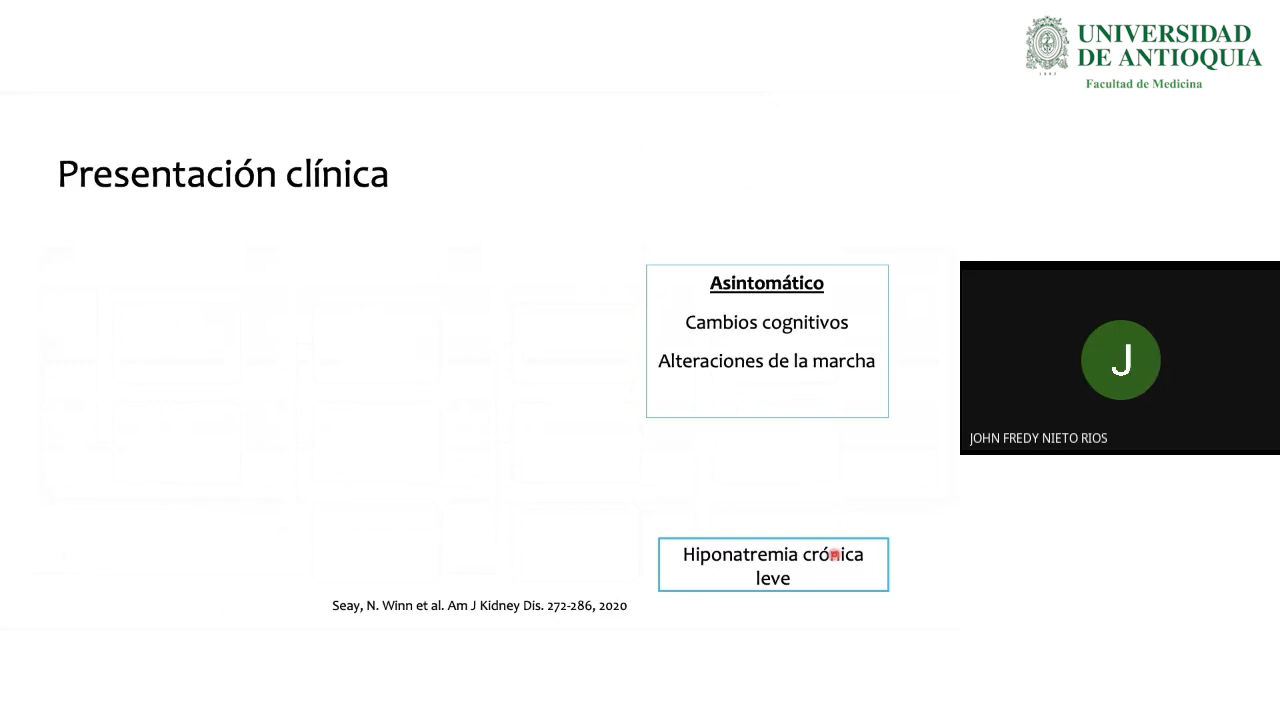 UNIVERSIDAD
DE ANTIOQUIA
1803
Facultad de Medicina
Presentación clínica
Asintomático
Cambios cognitivos
Alteraciones de la marcha
J
JOHN FREDY NIETO RIOS
Hiponatremia crónica
leve
Seay, N. Winn et al. Am J Kidney Dis. 272-286, 2020